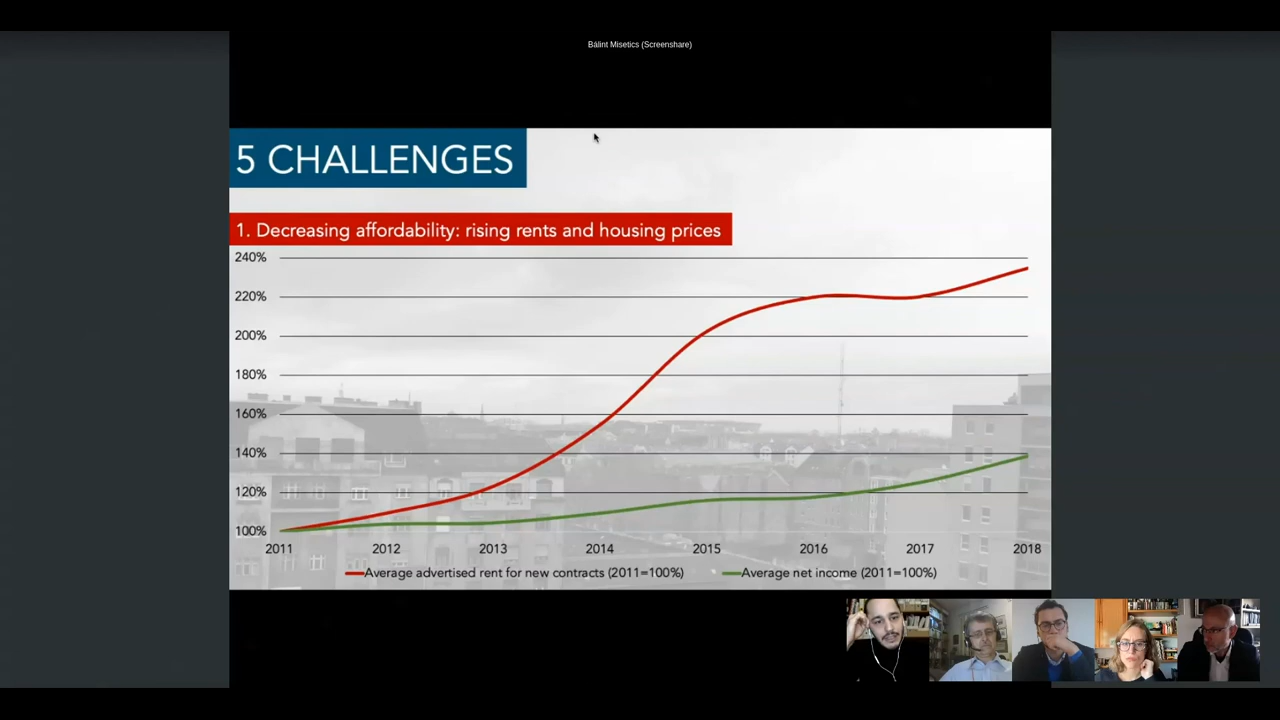 Bálint Misetics (Screenshare)
5 CHALLENGES
1. Decreasing affordability: rising rents and housing prices
240%
220%
200%
180%
160%
140%
120%
100%
2011 2012 2013 2014 2015 2016 2017 2018
Average advertised rent for new contracts (2011=100%) Average net income (2011=100%)